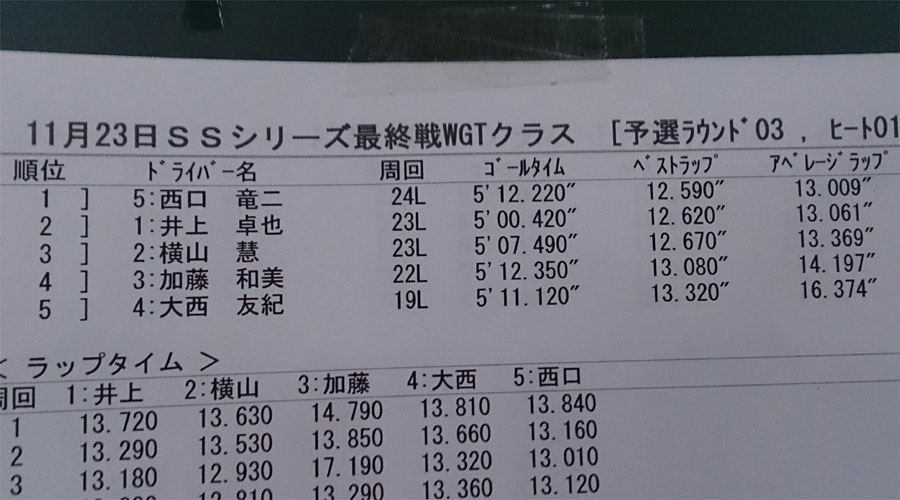 11月23日ＳＳシリーズ最終戦WGTクラス [予選ﾗｳﾝﾄﾞ03 , ﾋｰﾄ01
順位 ﾄﾞﾗｲﾊﾞｰ名 周回 ｺﾞｰﾙﾀｲﾑ ﾍﾞｽﾄﾗｯﾌﾟ ｱﾍﾞﾚｰｼﾞﾗｯﾌﾟ
1 ] 5:西口 竜二 24L 5'12.220" 12.590" 13.009"
2 ] 1:井上 卓也 23L 5'00.420" 12.620" 13.061"
3 ] 2:横山 慧 23L 5'07.490" 12.670" 13.369"
4 ] 3:加藤 和美 22L 5'12.350" 13.080" 14.197"
5 ] 4:大西 友紀 19L 5'11.120" 13.320" 16.374"
< ラップタイム >
周回 1:井上 2:横山 3:加藤 4:大西 5:西口
1 13.720 13.630 14.790 13.810 13.840
2 13.290 13.530 13.850 13.660 13.160
3 13.180 12.930 17.190 13.320 13.010
12.810 13.290 13.360 13.120